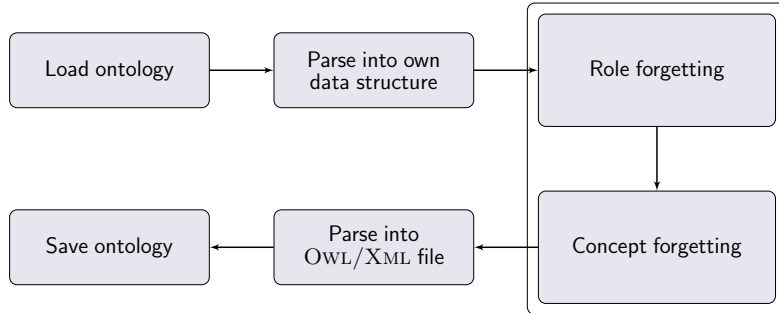 Load ontology
Parse into own
data structure
Role forgetting
Concept forgetting
Parse into
OWL/XML file
Save ontology